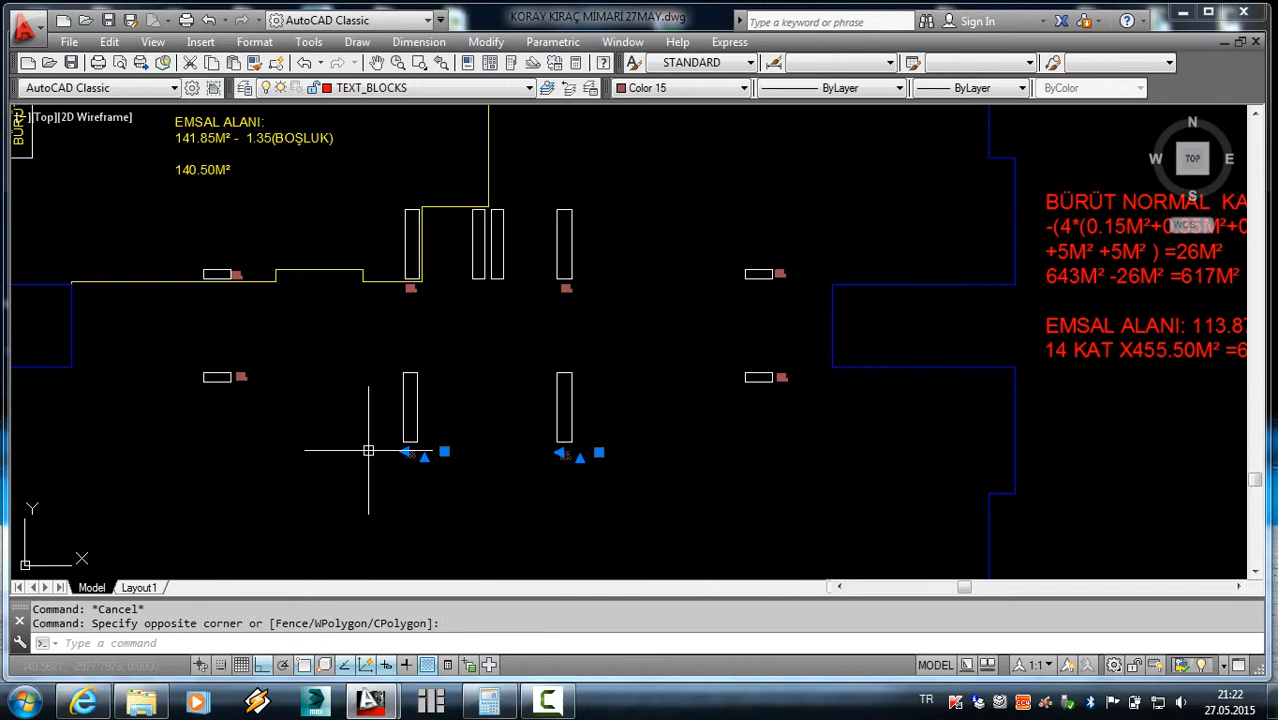 AutoCAD Classic
KORAY KIRAÇ MIMARI 27MAY.dwg
Type a keyword or phrase
Sign In
File Edit View Insert Format Tools Draw Dimension Modify Parametric Window Help Express
STANDARD
AutoCAD Classic
TEXT_BLOCKS
Color 15
ByLayer
ByLayer
ByColor
[−][Top][2D Wireframe]
BÜRÜ
EMSAL ALANI:
141.85M² - 1.35(BOŞLUK)
140.50M²
N
W TOP E
S
BÜRÜT NORMAL KA
+5M² +5M² ) =26M²
643M² -26M² =617M²
EMSAL ALANI: 113.87
14 KAT X455.50M² =6
Y
X
Model Layout1
Command: *Cancel*
Command: Specify opposite corner or [Fence/WPolygon/CPolygon]:
Type a command
MODEL
1:1
TR
21:22
27.05.2015